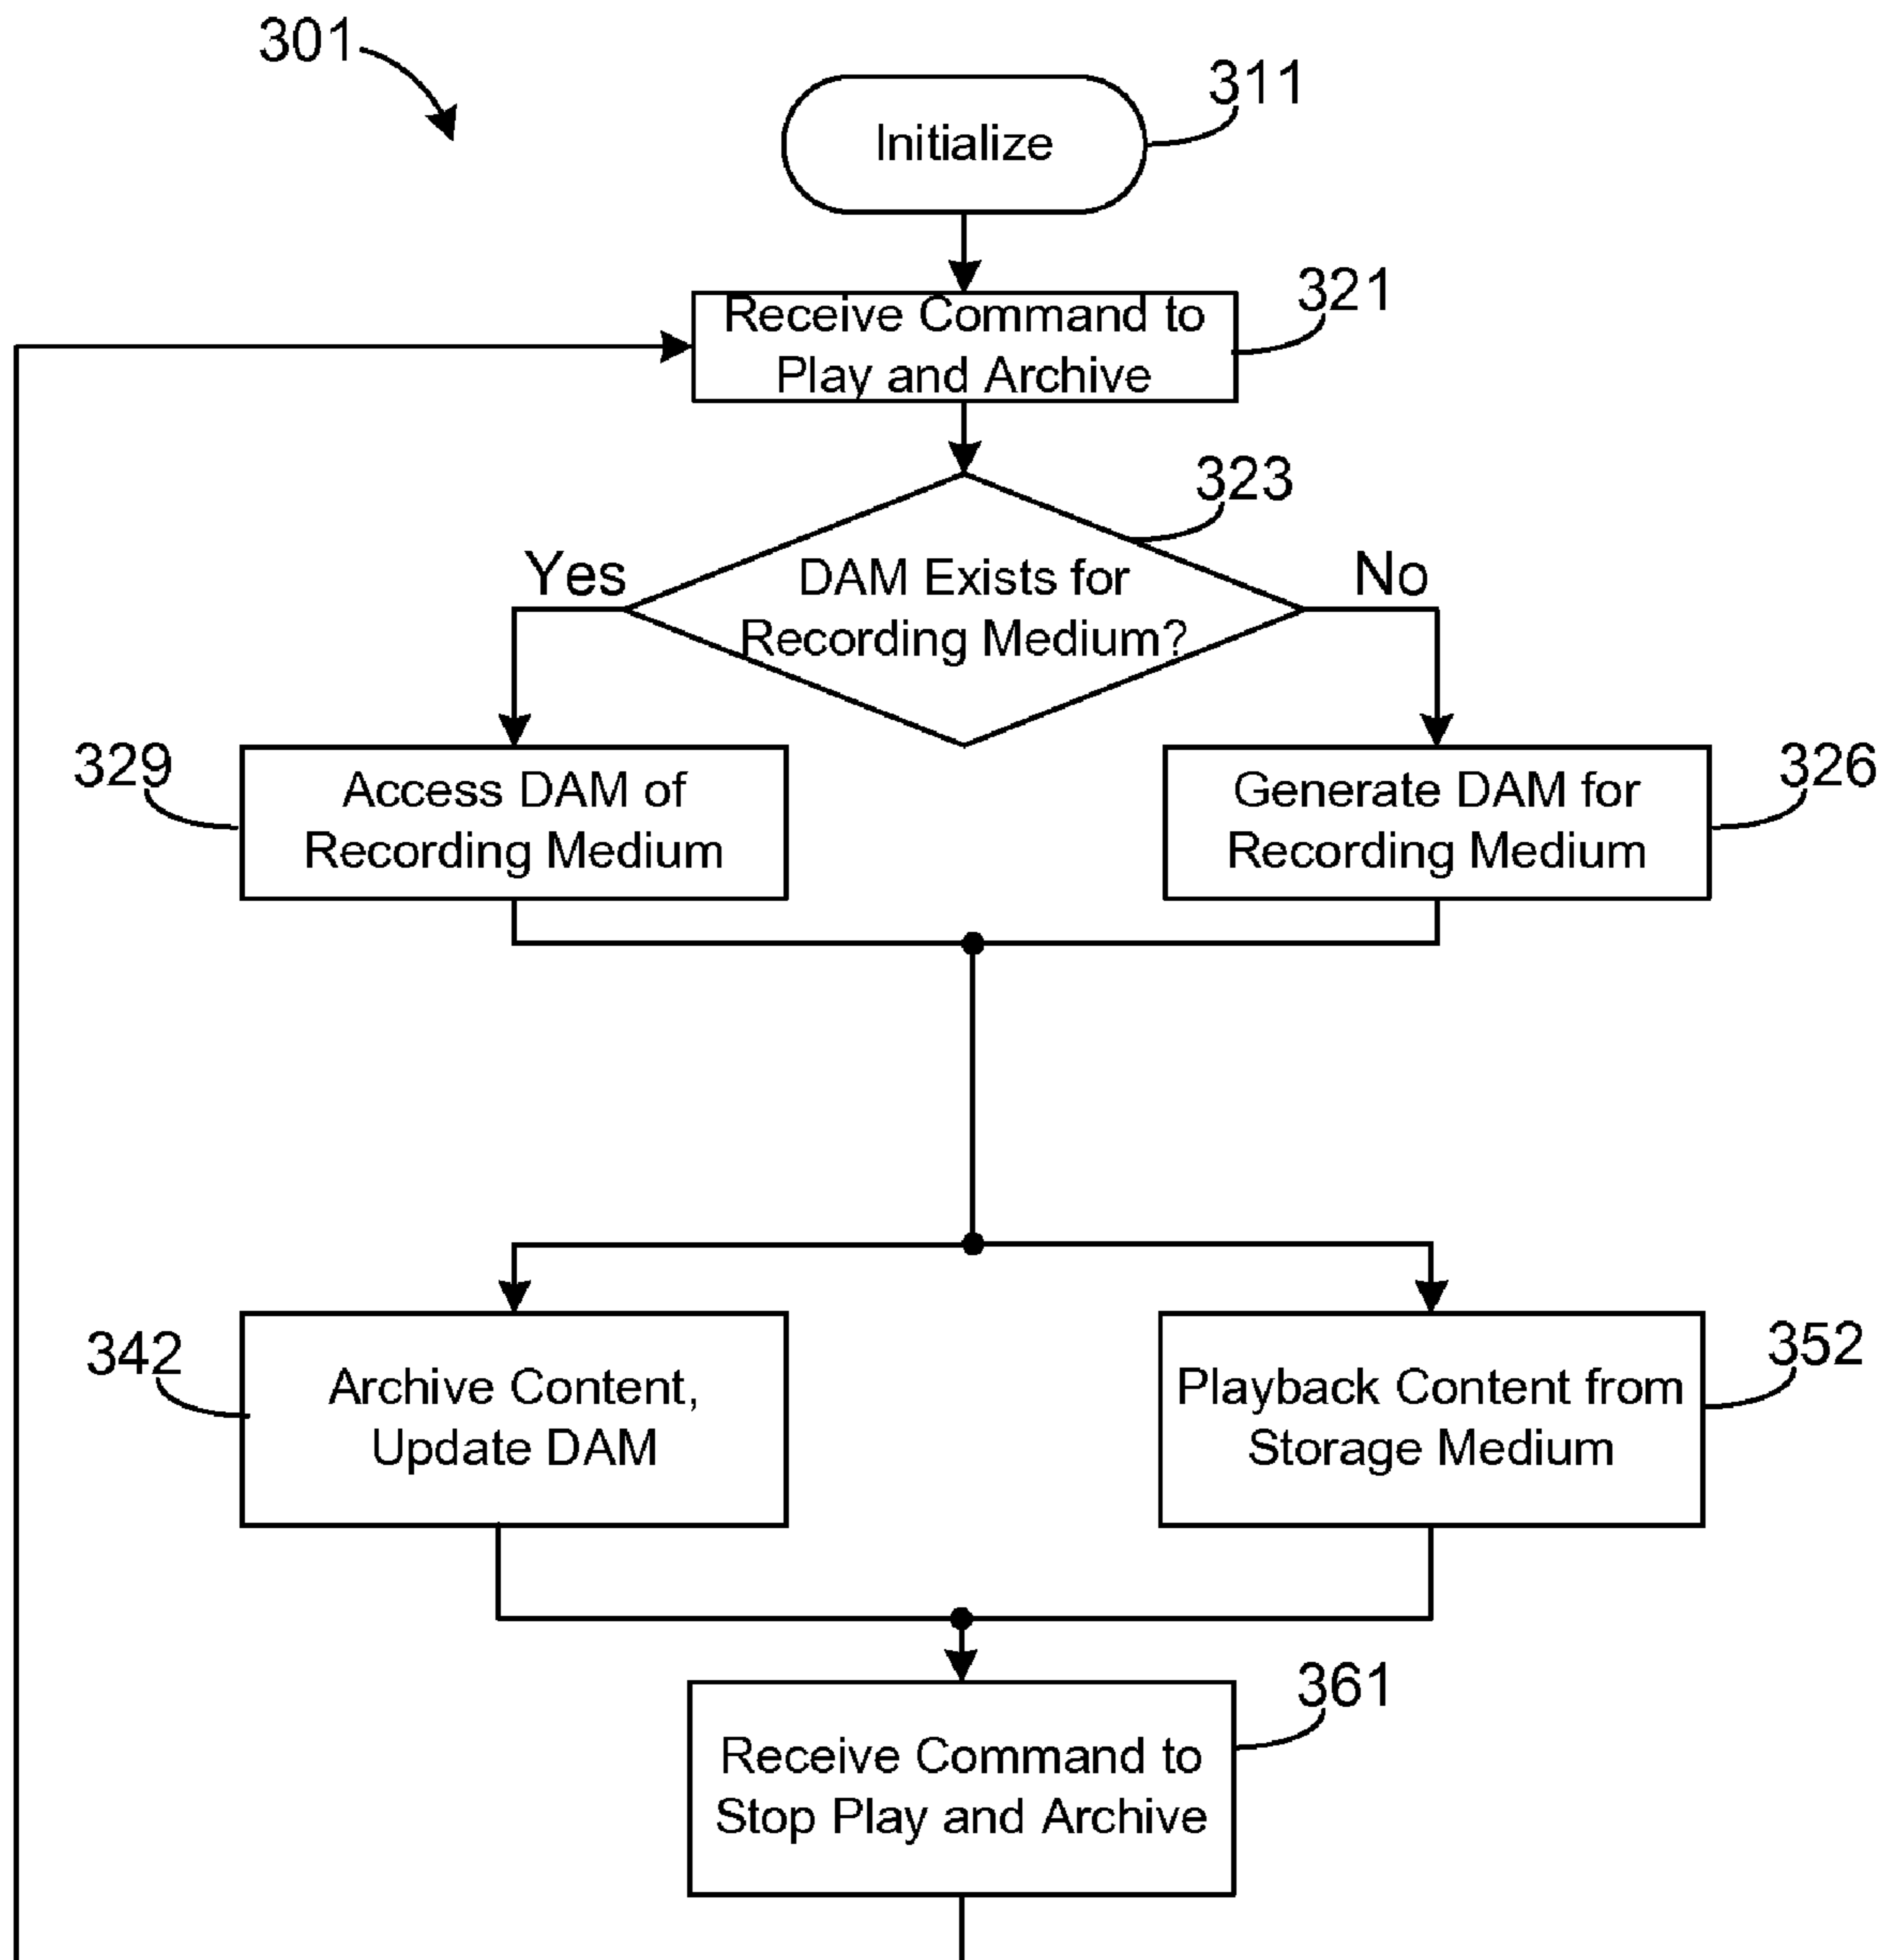 301
311
Initialize
321
Receive Command to
Play and Archive
323
Yes
DAM Exists for
Recording Medium?
No
329
Access DAM of
Recording Medium
326
Generate DAM for
Recording Medium
342
Archive Content,
Update DAM
352
Playback Content from
Storage Medium
361
Receive Command to
Stop Play and Archive